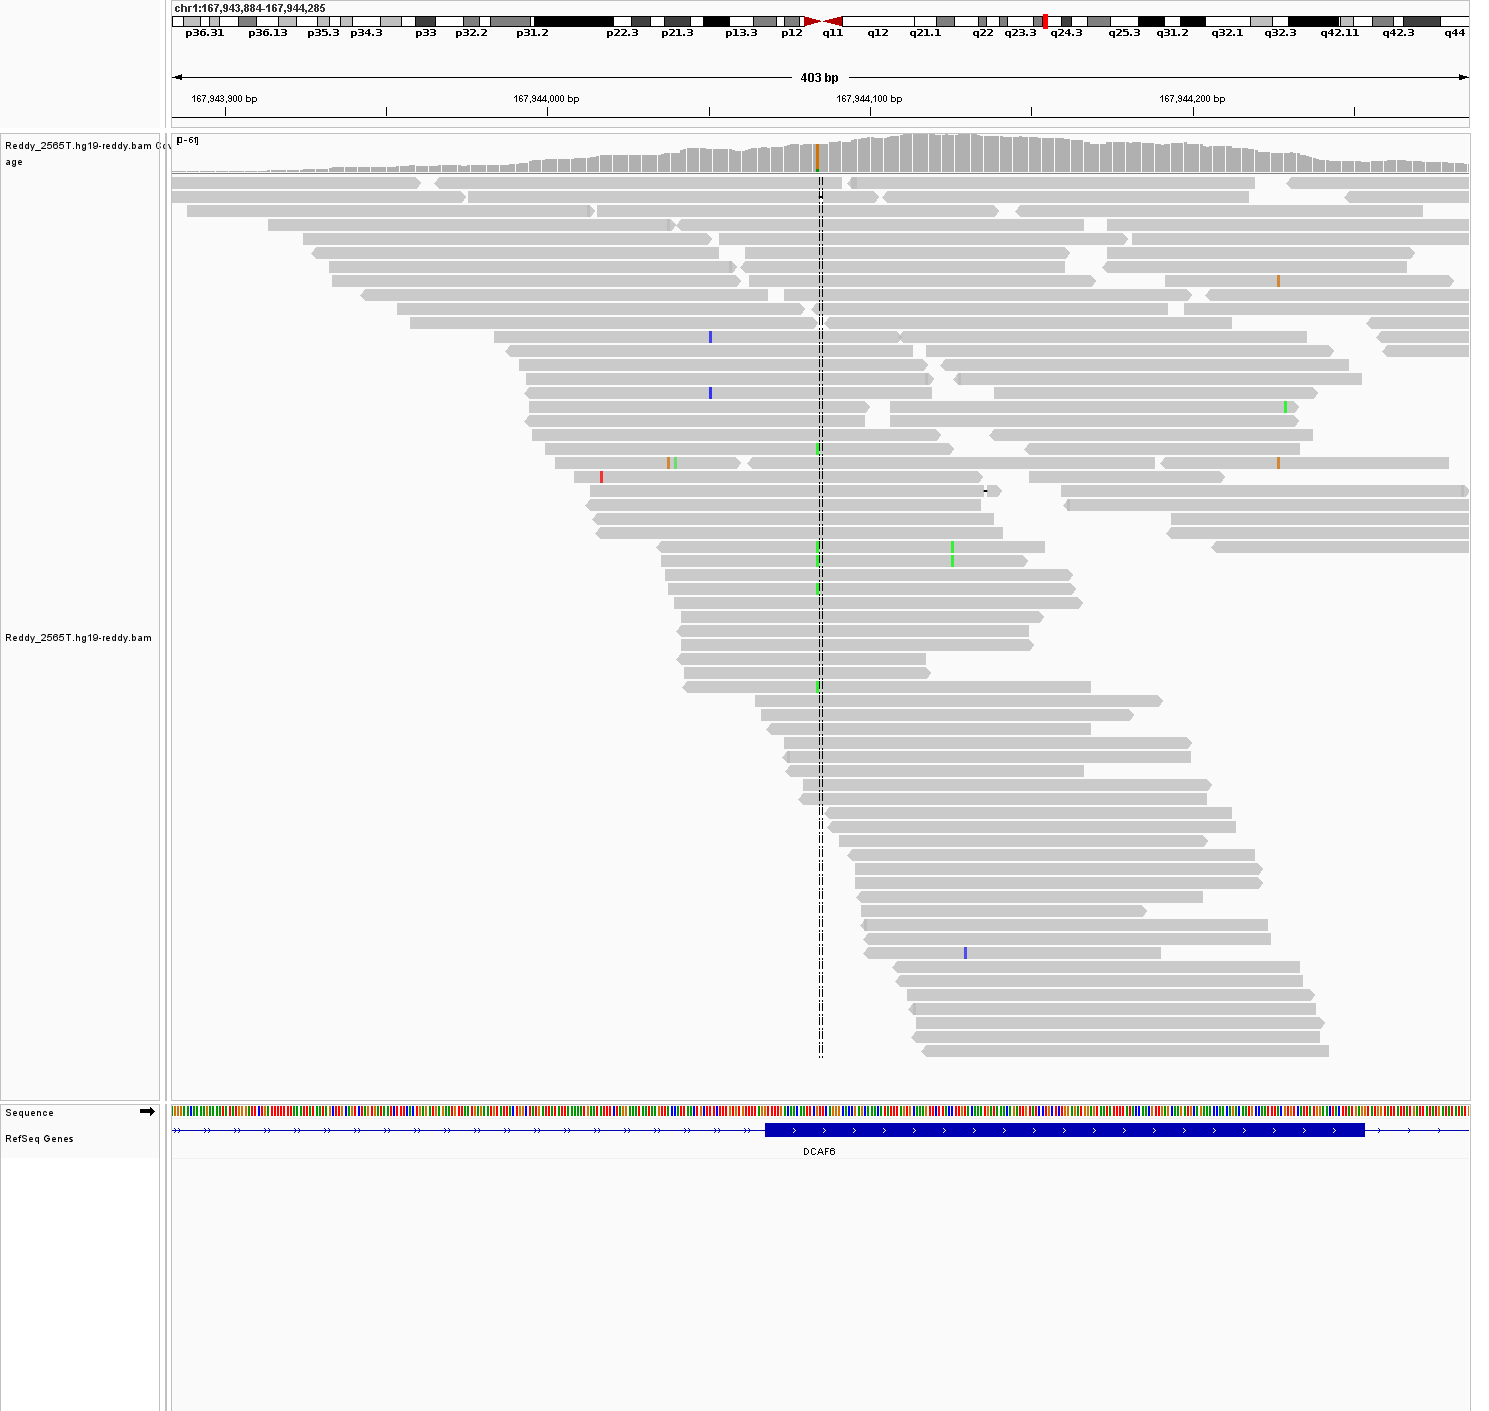 chr1:167,943,884-167,944,285
p36.31 p36.13 p35.3 p34.3 p33 p32.2 p31.2 p22.3 p21.3 p13.3 p12 q11 q12 q21.1 q22 q23.3 q24.3 q25.3 q31.2 q32.1 q32.3 q42.11 q42.3 q44
403 bp
167,943,900 bp 167,944,000 bp 167,944,100 bp 167,944,200 bp
[0-61]
Reddy_2565T.hg19-reddy.bam Cov
age
Reddy_2565T.hg19-reddy.bam
Sequence
RefSeq Genes
DCAF6